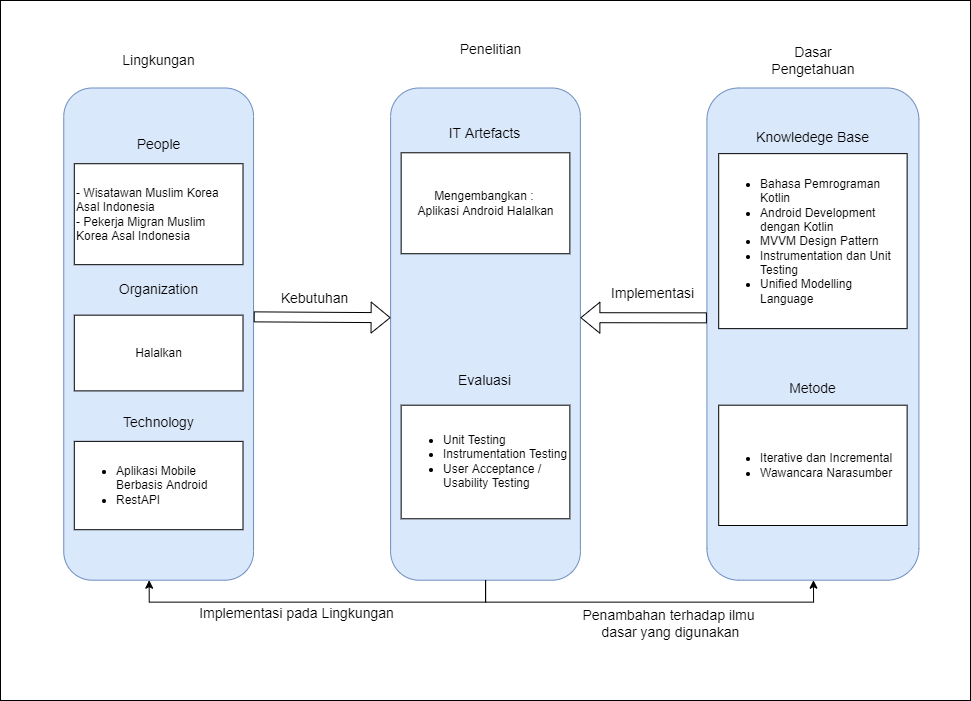 Lingkungan
People
- Wisatawan Muslim Korea
Asal Indonesia
- Pekerja Migran Muslim
Korea Asal Indonesia
Organization
Halalkan
Technology
• Aplikasi Mobile
Berbasis Android
• RestAPI
Kebutuhan
Penelitian
IT Artefacts
Mengembangkan :
Aplikasi Android Halalkan
Evaluasi
• Unit Testing
• Instrumentation Testing
• User Acceptance /
Usability Testing
Implementasi
Dasar
Pengetahuan
Knowledege Base
• Bahasa Pemrograman
Kotlin
• Android Development
dengan Kotlin
• MVVM Design Pattern
• Instrumentation dan Unit
Testing
• Unified Modelling
Language
Metode
• Iterative dan Incremental
• Wawancara Narasumber
Implementasi pada Lingkungan
Penambahan terhadap ilmu
dasar yang digunakan